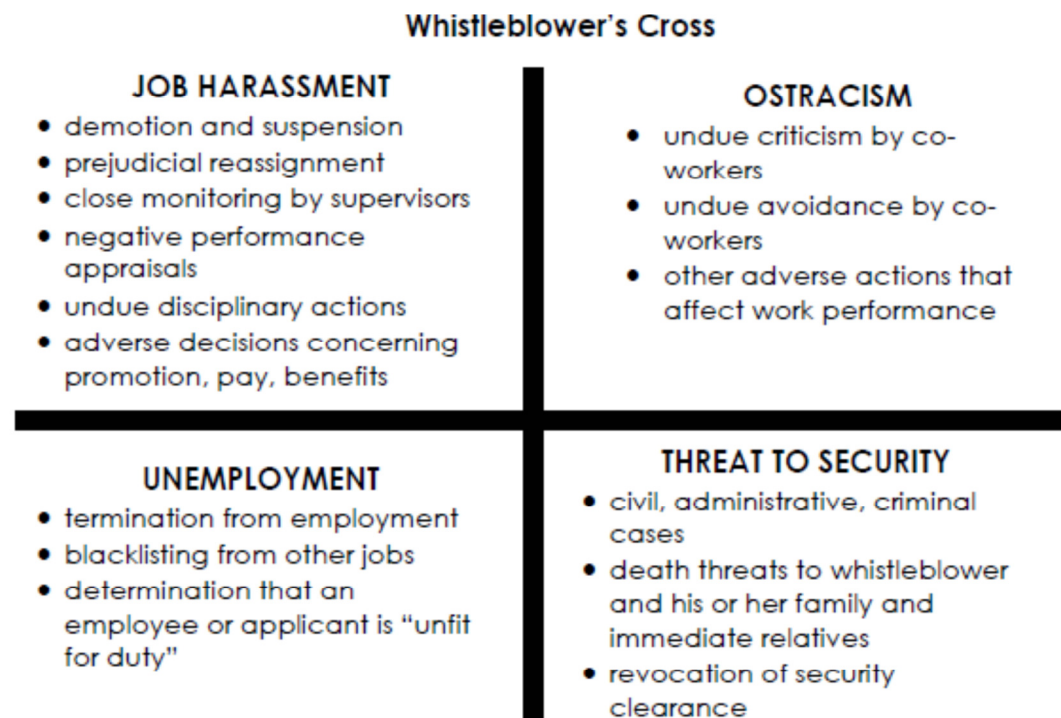 Whistleblower's Cross
JOB HARASSMENT
• demotion and suspension
• prejudicial reassignment
• close monitoring by supervisors
• negative performance
appraisals
• undue disciplinary actions
• adverse decisions concerning
promotion, pay, benefits
OSTRACISM
• undue criticism by co-
workers
• undue avoidance by co-
workers
• other adverse actions that
affect work performance
UNEMPLOYMENT
• termination from employment
• blacklisting from other jobs
• determination that an
employee or applicant is “unfit
for duty”
THREAT TO SECURITY
• civil, administrative, criminal
cases
• death threats to whistleblower
and his or her family and
immediate relatives
• revocation of security
clearance